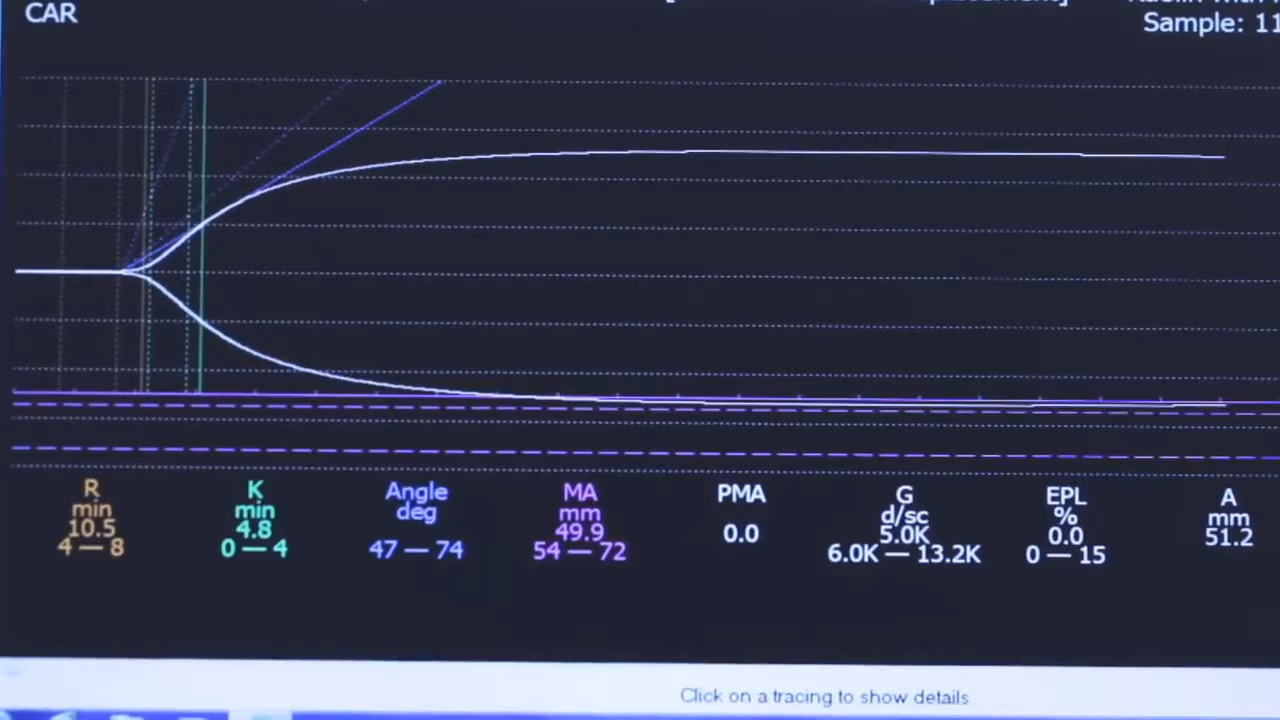 CAR
Sample: 11
R K Angle MA PMA G EPL A
min min deg mm d/sc % mm
10.5 4.8 49.9 0.0 5.0K 0.0 51.2
4 — 8 0 — 4 47 — 74 54 — 72 6.0K — 13.2K 0 — 15
Click on a tracing to show details